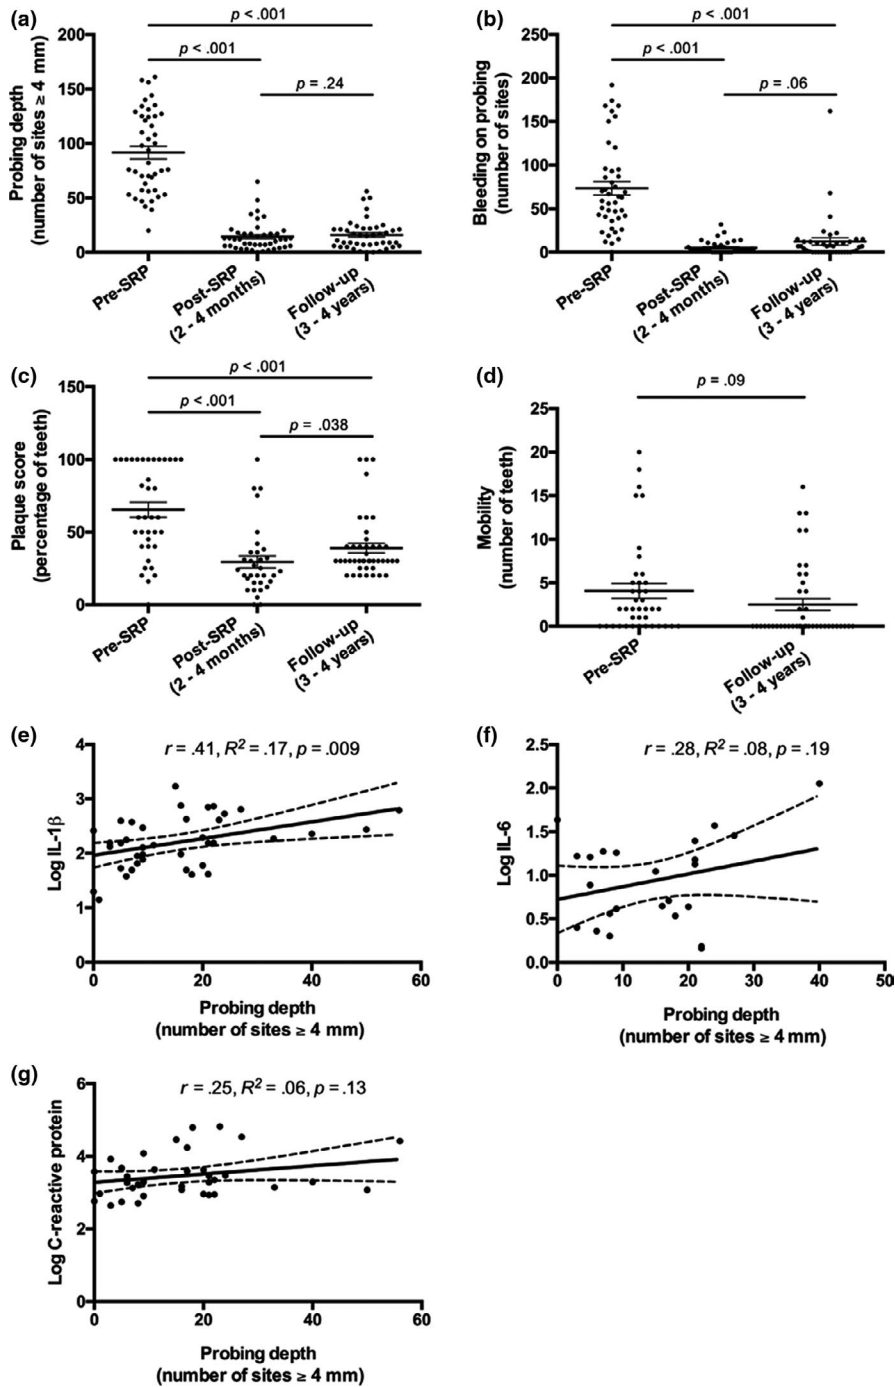 (a)
p < .001
p < .001
p = .24
Probing depth
(number of sites ≥ 4 mm)
200
150
100
50
0
Pre-SRP
Post-SRP
(2 - 4 months)
Follow-up
(3 - 4 years)
(b)
p < .001
p < .001
p = .06
Bleeding on probing
(number of sites)
250
200
150
100
50
0
Pre-SRP
Post-SRP
(2 - 4 months)
Follow-up
(3 - 4 years)
(c)
p < .001
p < .001
p = .038
Plaque score
(percentage of teeth)
150
100
50
0
Pre-SRP
Post-SRP
(2 - 4 months)
Follow-up
(3 - 4 years)
(d)
p = .09
Mobility
(number of teeth)
25
20
15
10
5
0
Pre-SRP
Follow-up
(3 - 4 years)
(e)
r = .41, R² = .17, p = .009
Log IL-1β
4
3
2
1
0
0 20 40 60
Probing depth
(number of sites ≥ 4 mm)
(f)
r = .28, R² = .08, p = .19
Log IL-6
2.5
2.0
1.5
1.0
0.5
0.0
0 10 20 30 40 50
Probing depth
(number of sites ≥ 4 mm)
(g)
r = .25, R² = .06, p = .13
Log C-reactive protein
6
4
2
0
0 20 40 60
Probing depth
(number of sites ≥ 4 mm)